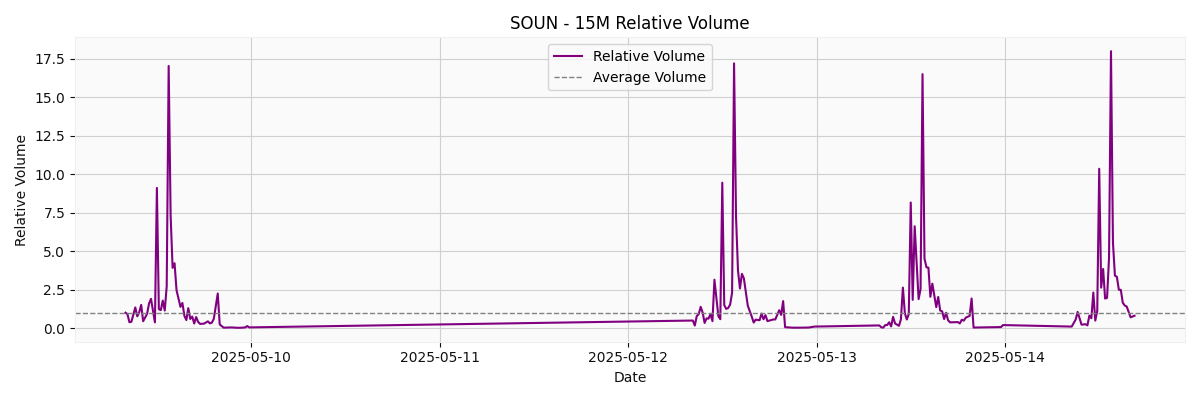 SOUN - 15M Relative Volume
Relative Volume
Average Volume
Relative Volume
17.5
15.0
12.5
10.0
7.5
5.0
2.5
0.0
2025-05-10
2025-05-11
2025-05-12
2025-05-13
2025-05-14
Date